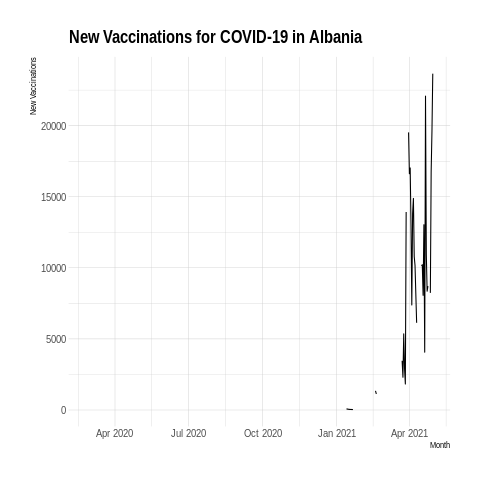 New Vaccinations for COVID-19 in Albania
New Vaccinations
20000
15000
10000
5000
0
Apr 2020 Jul 2020 Oct 2020 Jan 2021 Apr 2021
Month